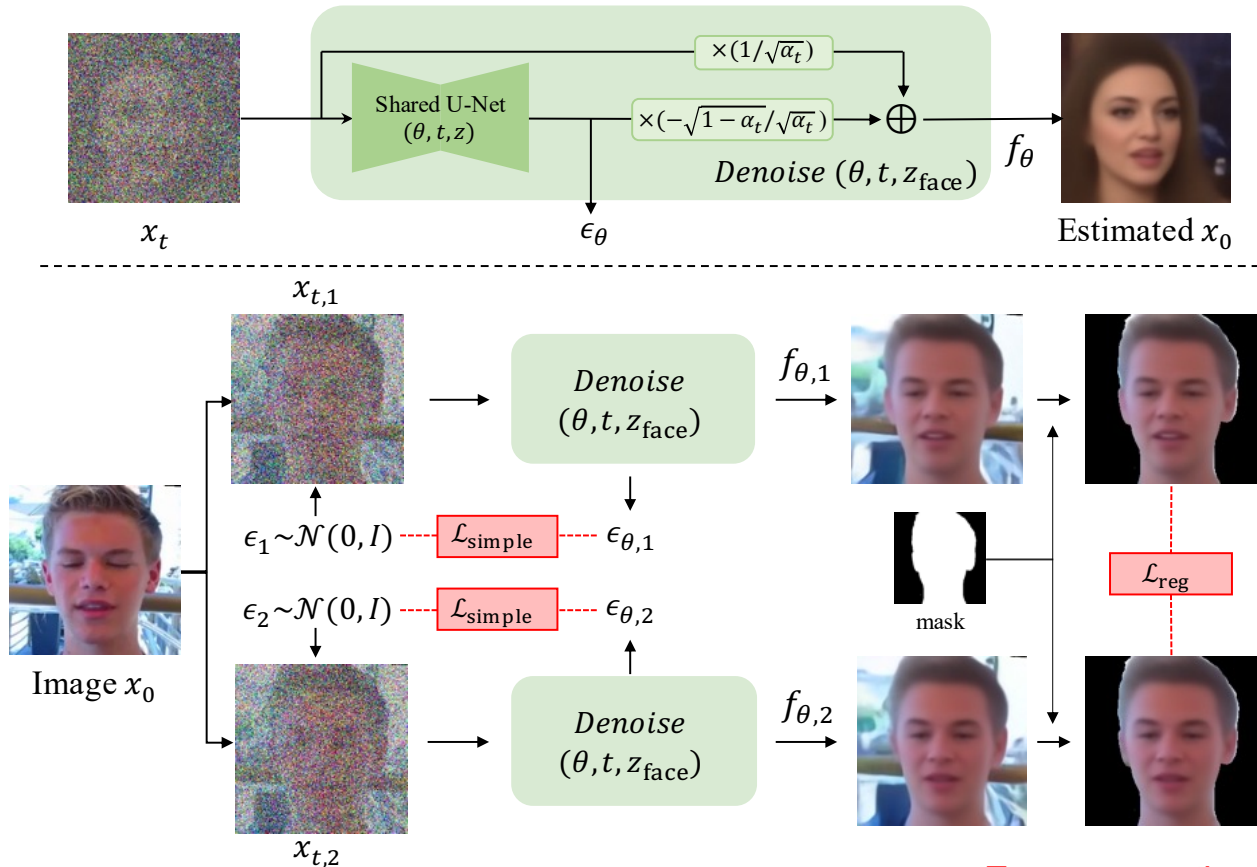 ×(1/√α_t)
Shared U-Net
(θ, t, z)
×(−√1 − α_t/√α_t)
⊕
Denoise (θ, t, z_face)
f_θ
x_t
ϵ_θ
Estimated x_0
x_{t,1}
Denoise
(θ, t, z_face)
f_{θ,1}
ϵ_1~𝒩(0, I)
ℒ_simple
ϵ_{θ,1}
mask
ℒ_reg
ϵ_2~𝒩(0, I)
ℒ_simple
ϵ_{θ,2}
Image x_0
Denoise
(θ, t, z_face)
f_{θ,2}
x_{t,2}